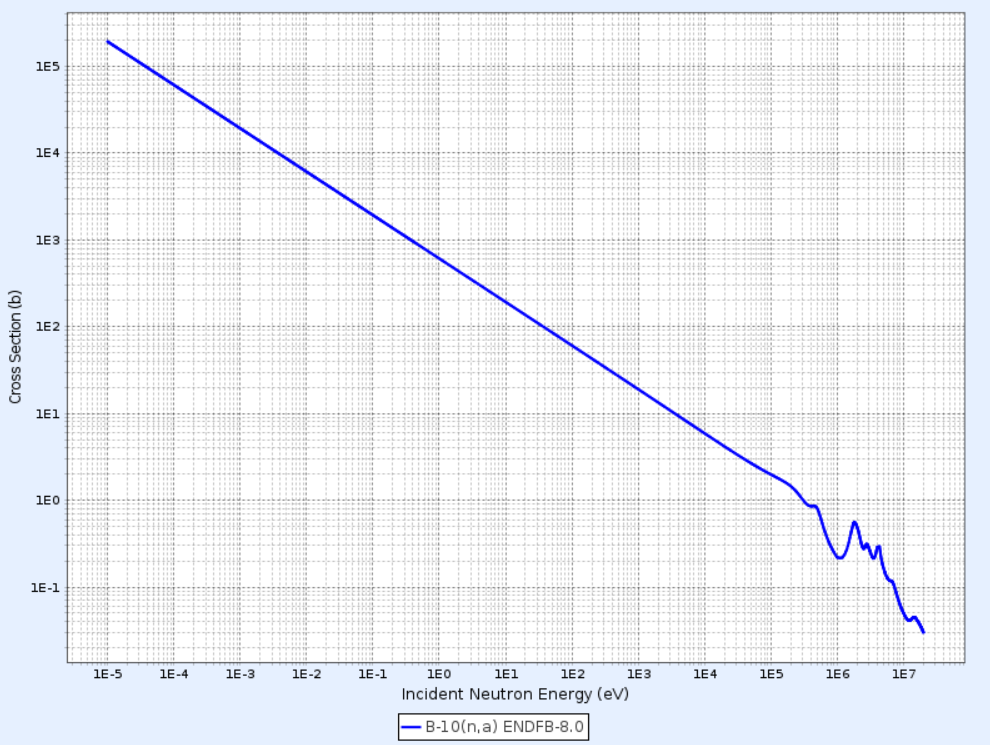 1E5
1E4
1E3
1E2
1E1
1E0
1E-1
Cross Section (b)
1E-5 1E-4 1E-3 1E-2 1E-1 1E0 1E1 1E2 1E3 1E4 1E5 1E6 1E7
Incident Neutron Energy (eV)
B-10(n,a) ENDFB-8.0